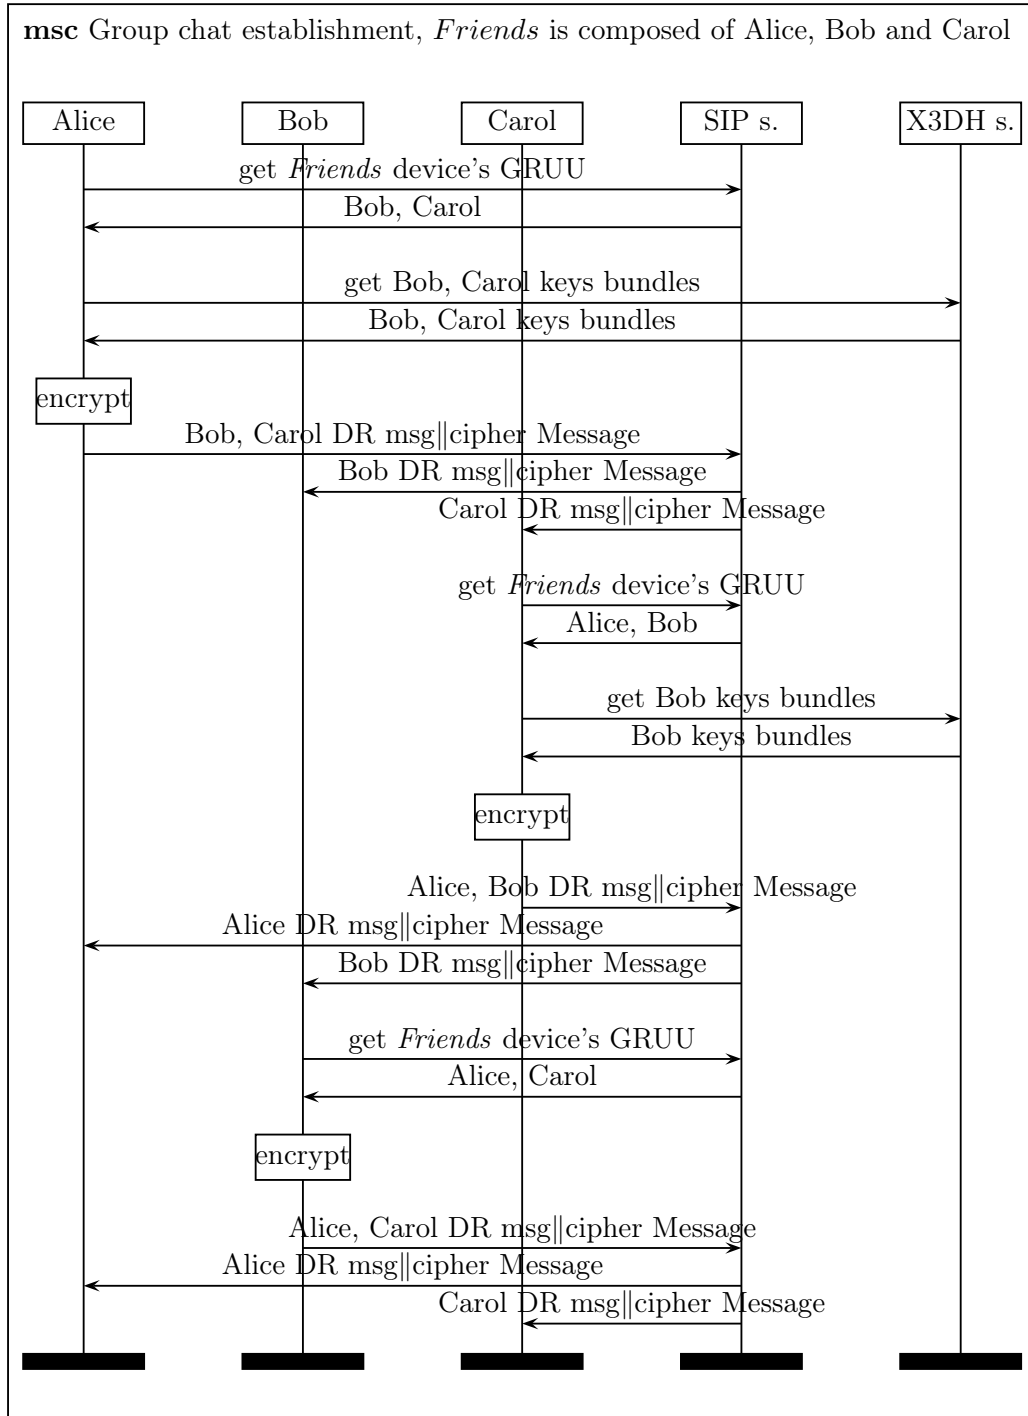 msc Group chat establishment, Friends is composed of Alice, Bob and Carol
Alice Bob Carol SIP s. X3DH s.
get Friends device's GRUU
Bob, Carol
get Bob, Carol keys bundles
Bob, Carol keys bundles
encrypt
Bob, Carol DR msg||cipher Message
Bob DR msg||cipher Message
Carol DR msg||cipher Message
get Friends device's GRUU
Alice, Bob
get Bob keys bundles
Bob keys bundles
encrypt
Alice, Bob DR msg||cipher Message
Alice DR msg||cipher Message
Bob DR msg||cipher Message
get Friends device's GRUU
Alice, Carol
encrypt
Alice, Carol DR msg||cipher Message
Alice DR msg||cipher Message
Carol DR msg||cipher Message